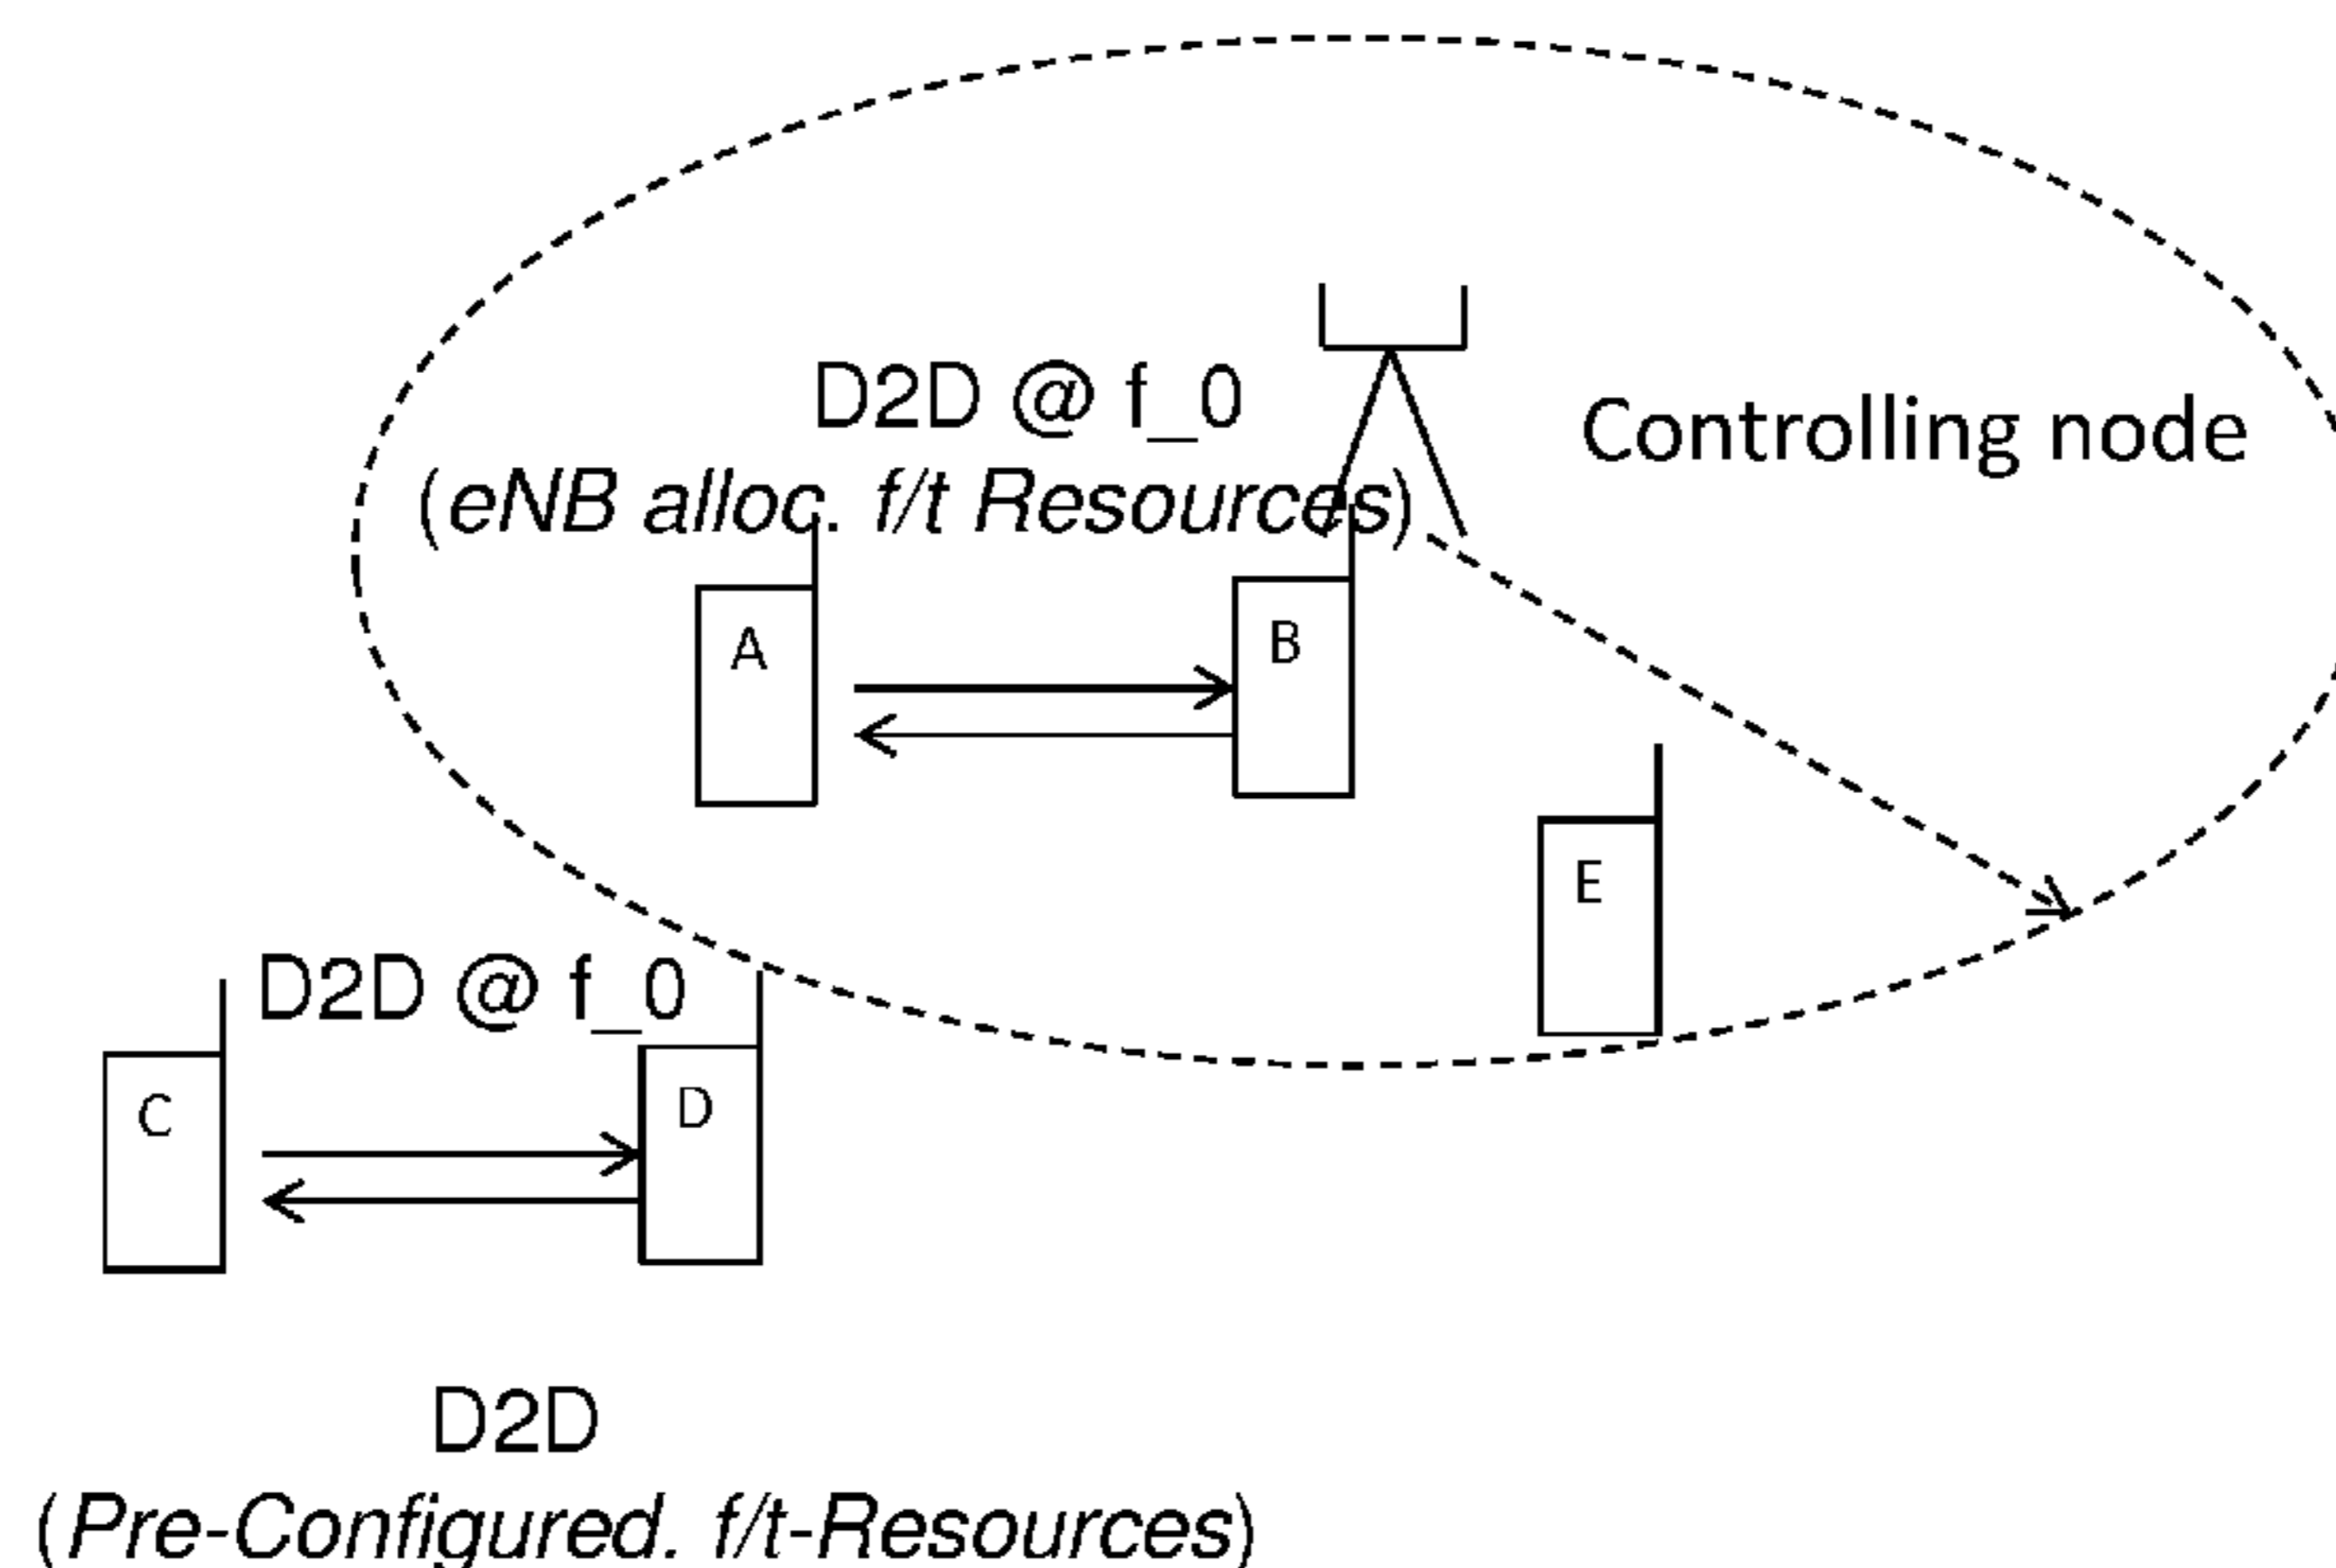 D2D @ f_0
Controlling node
(eNB alloc. f/t Resources)
A
B
E
D2D @ f_0
C
D
D2D
(Pre-Configured. f/t-Resources)